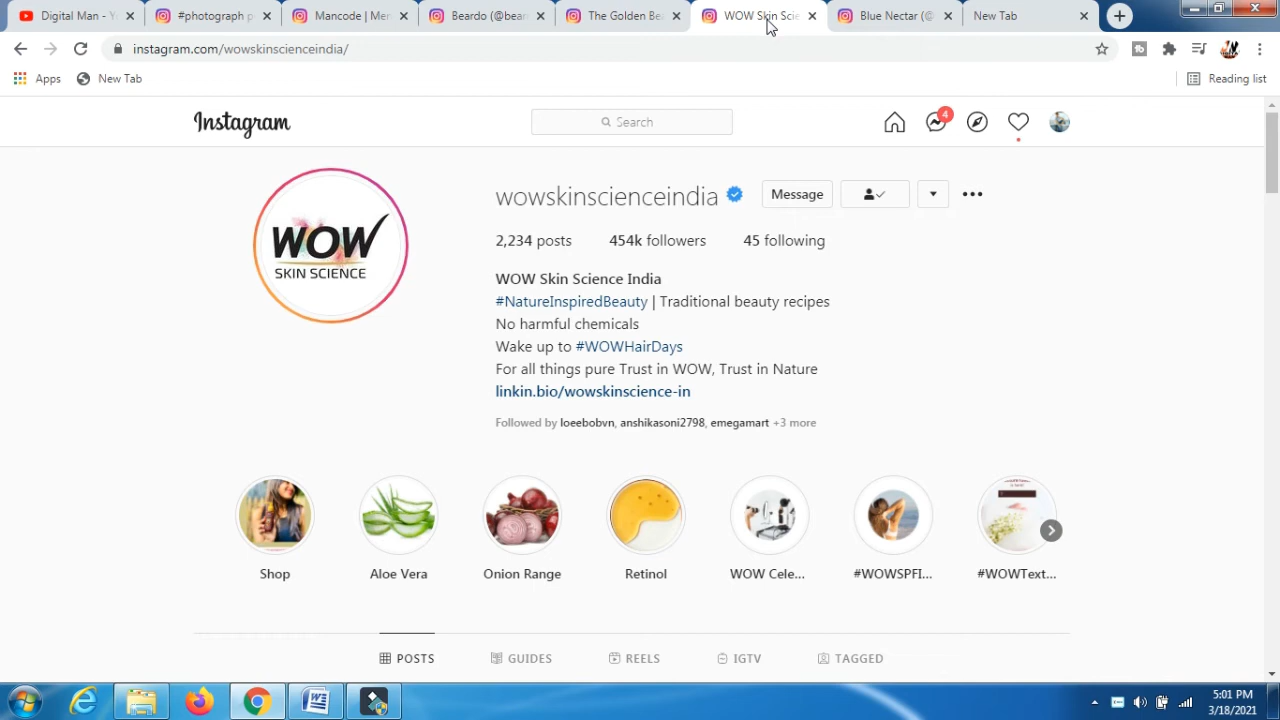 Digital Man - Y
#photograph p
Mancode | Mer
Beardo (@bear
The Golden Be
WOW Skin Scie
Blue Nectar (@
New Tab
instagram.com/wowskinscienceindia/
Apps
New Tab
Reading list
Instagram
Search
4
wowskinscienceindia
Message
2,234 posts 454k followers 45 following
WOW Skin Science India
#NatureInspiredBeauty | Traditional beauty recipes
No harmful chemicals
Wake up to #WOWHairDays
For all things pure Trust in WOW, Trust in Nature
linkin.bio/wowskinscience-in
Followed by loeebobvn, anshikasoni2798, emegamart +3 more
WOW
SKIN SCIENCE
Shop
Aloe Vera
Onion Range
Retinol
WOW Cele...
#WOWSPFI...
#WOWText...
POSTS
GUIDES
REELS
IGTV
TAGGED
5:01 PM
3/18/2021